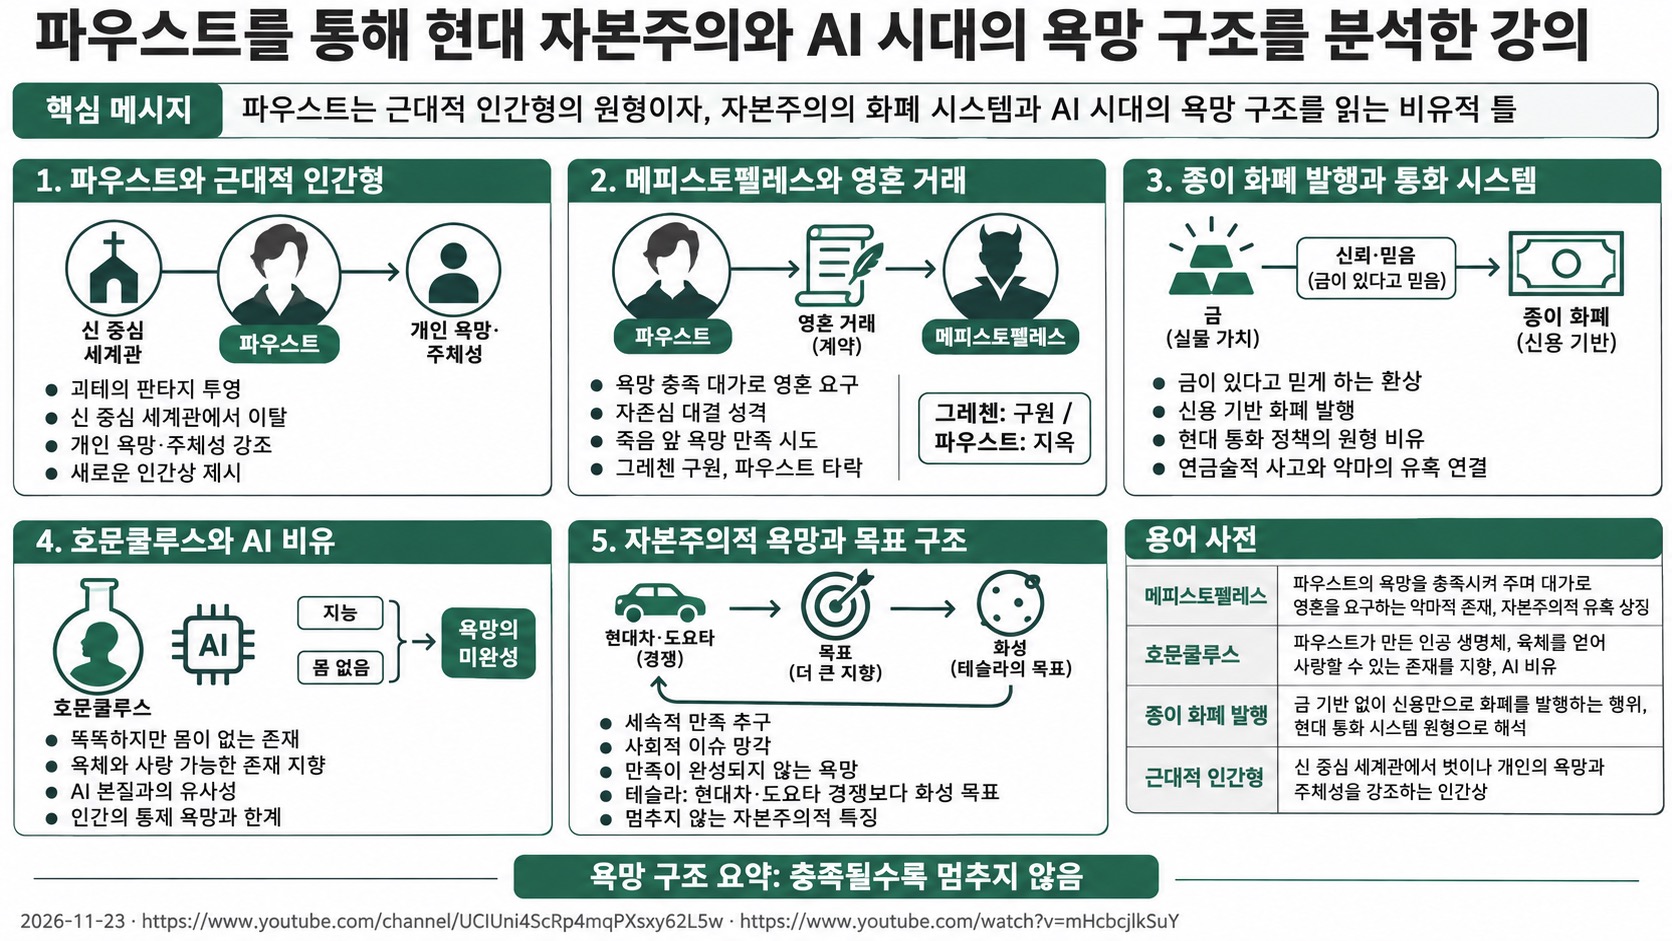 파우스트를 통해 현대 자본주의와 AI 시대의 욕망 구조를 분석한 강의
핵심 메시지
파우스트는 근대적 인간형의 원형이자, 자본주의의 화폐 시스템과 AI 시대의 욕망 구조를 읽는 비유적 틀
1. 파우스트와 근대적 인간형
신 중심
세계관
파우스트
개인 욕망·
주체성
● 괴테의 판타지 투영
● 신 중심 세계관에서 이탈
● 개인 욕망·주체성 강조
● 새로운 인간상 제시
2. 메피스토펠레스와 영혼 거래
파우스트
영혼 거래
(계약)
메피스토펠레스
● 욕망 충족 대가로 영혼 요구
● 자존심 대결 성격
● 죽음 앞 욕망 만족 시도
● 그레첸 구원, 파우스트 타락
그레첸: 구원 /
파우스트: 지옥
3. 종이 화폐 발행과 통화 시스템
금
(실물 가치)
신뢰·믿음
(금이 있다고 믿음)
종이 화폐
(신용 기반)
● 금이 있다고 믿게 하는 환상
● 신용 기반 화폐 발행
● 현대 통화 정책의 원형 비유
● 연금술적 사고와 악마의 유혹 연결
4. 호문쿨루스와 AI 비유
호문쿨루스
AI
지능
몸 없음
욕망의
미완성
● 똑똑하지만 몸이 없는 존재
● 육체와 사랑 가능한 존재 지향
● AI 본질과의 유사성
● 인간의 통제 욕망과 한계
5. 자본주의적 욕망과 목표 구조
현대차·도요타
(경쟁)
목표
(더 큰 지향)
화성
(테슬라의 목표)
● 세속적 만족 추구
● 사회적 이슈 망각
● 만족이 완성되지 않는 욕망
● 테슬라: 현대차·도요타 경쟁보다 화성 목표
● 멈추지 않는 자본주의적 특징
용어 사전
메피스토펠레스
파우스트의 욕망을 충족시켜 주며 대가로
영혼을 요구하는 악마적 존재, 자본주의적 유혹 상징
호문쿨루스
파우스트가 만든 인공 생명체, 육체를 얻어
사랑할 수 있는 존재를 지향, AI 비유
종이 화폐 발행
금 기반 없이 신용만으로 화폐를 발행하는 행위,
현대 통화 시스템 원형으로 해석
근대적 인간형
신 중심 세계관에서 벗이나 개인의 욕망과
주체성을 강조하는 인간상
욕망 구조 요약: 충족될수록 멈추지 않음
2026-11-23 · https://www.youtube.com/channel/UCIUni4ScRp4mqPXsxy62L5w · https://www.youtube.com/watch?v=mHcbcjlkSuY